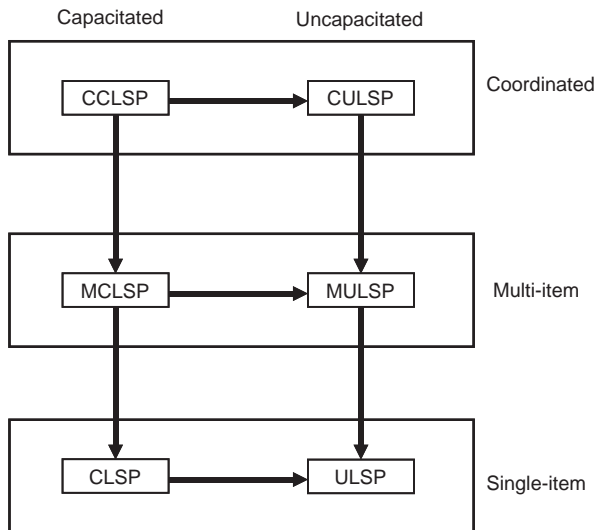 Capacitated Uncapacitated
Coordinated
CCLSP CULSP
MCLSP MULSP Multi-item
CLSP ULSP Single-item